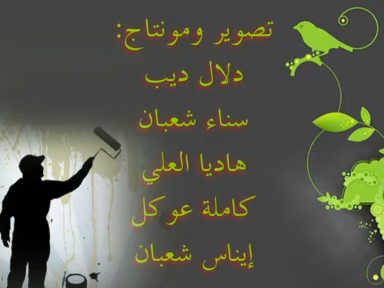 تصوير ومونتاج:
دلال ديب
سناء شعبان
هاديا العلي
كاملة عوكل
إيناس شعبان